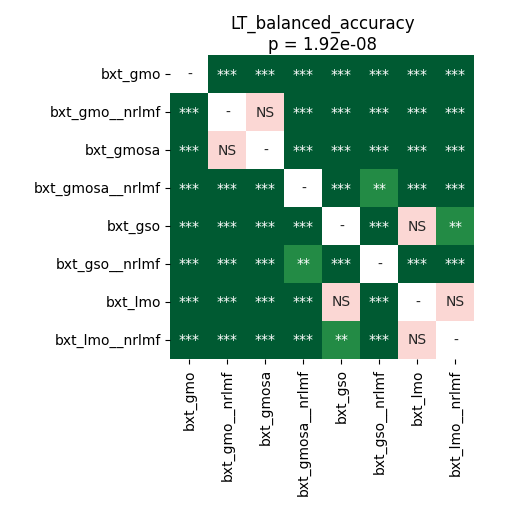 LT_balanced_accuracy
p = 1.92e-08
bxt_gmo - *** *** *** *** *** *** ***
bxt_gmo__nrlmf *** - NS *** *** *** *** ***
bxt_gmosa *** NS - *** *** *** *** ***
bxt_gmosa__nrlmf *** *** *** - *** ** *** ***
bxt_gso *** *** *** *** - *** NS **
bxt_gso__nrlmf *** *** *** ** *** - *** ***
bxt_lmo *** *** *** *** NS *** - NS
bxt_lmo__nrlmf *** *** *** *** ** *** NS -
bxt_gmo
bxt_gmo__nrlmf
bxt_gmosa
bxt_gmosa__nrlmf
bxt_gso
bxt_gso__nrlmf
bxt_lmo
bxt_lmo__nrlmf